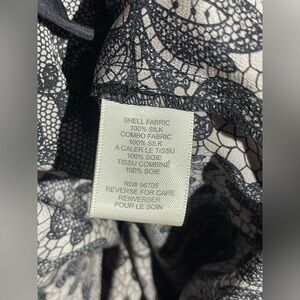 SHELL FABRIC
100% SILK
COMBO FABRIC
100% SILK
A CALER LE TISSU
100% SOIE
TISSU COMBINÉ
100% SOIE
RN# 96705
REVERSE FOR CARE
RENVERSER
POUR LE SOIN